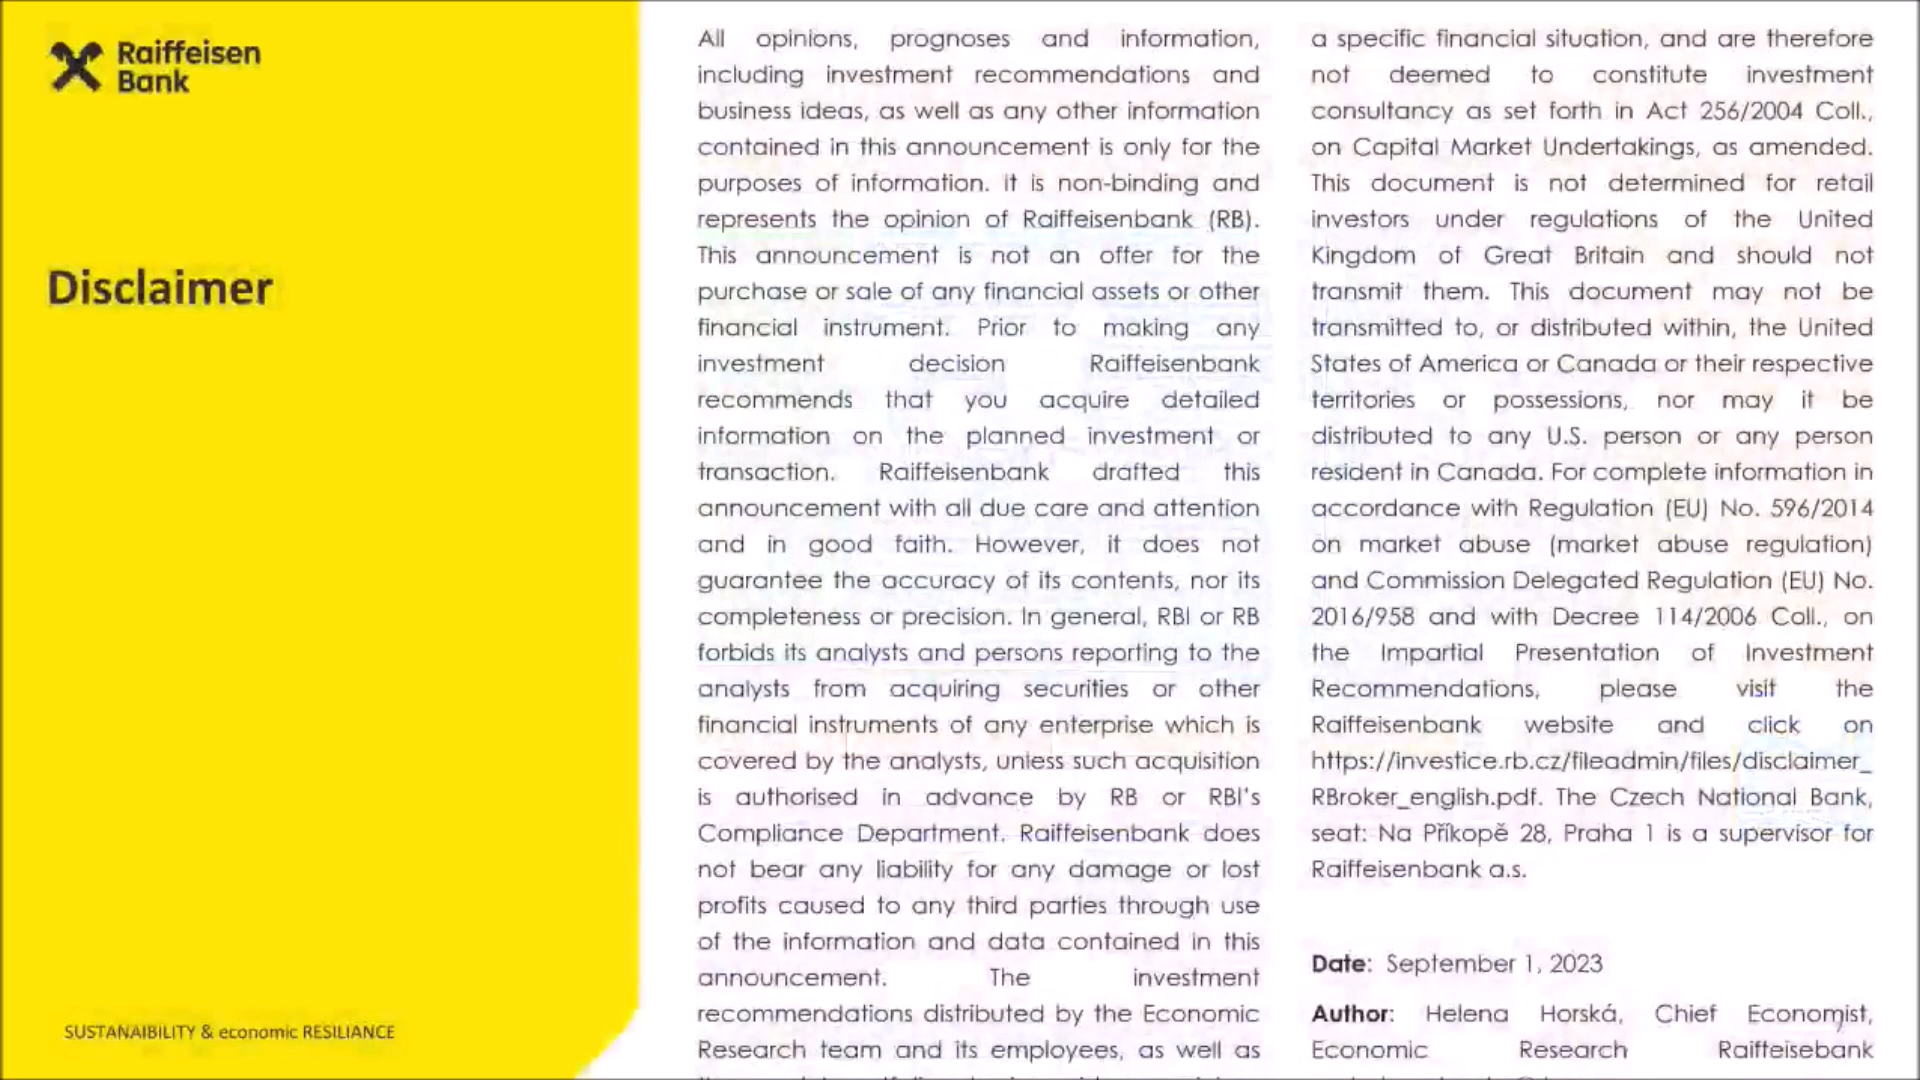 Raiffeisen
Bank
Disclaimer
SUSTANAIBILITY & economic RESILIANCE
All opinions, prognoses and information,
including investment recommendations and
business ideas, as well as any other information
contained in this announcement is only for the
purposes of information. It is non-binding and
represents the opinion of Raiffeisenbank (RB).
This announcement is not an offer for the
purchase or sale of any financial assets or other
financial instrument. Prior to making any
investment decision Raiffeisenbank
recommends that you acquire detailed
information on the planned investment or
transaction. Raiffeisenbank drafted this
announcement with all due care and attention
and in good faith. However, it does not
guarantee the accuracy of its contents, nor its
completeness or precision. In general, RBI or RB
forbids its analysts and persons reporting to the
analysts from acquiring securities or other
financial instruments of any enterprise which is
covered by the analysts, unless such acquisition
is authorised in advance by RB or RBI's
Compliance Department. Raiffeisenbank does
not bear any liability for any damage or lost
profits caused to any third parties through use
of the information and data contained in this
announcement. The investment
recommendations distributed by the Economic
Research team and its employees, as well as
a specific financial situation, and are therefore
not deemed to constitute investment
consultancy as set forth in Act 256/2004 Coll.,
on Capital Market Undertakings, as amended.
This document is not determined for retail
investors under regulations of the United
Kingdom of Great Britain and should not
transmit them. This document may not be
transmitted to, or distributed within, the United
States of America or Canada or their respective
territories or possessions, nor may it be
distributed to any U.S. person or any person
resident in Canada. For complete information in
accordance with Regulation (EU) No. 596/2014
on market abuse (market abuse regulation)
and Commission Delegated Regulation (EU) No.
2016/958 and with Decree 114/2006 Coll., on
the Impartial Presentation of Investment
Recommendations, please visit the
Raiffeisenbank website and click on
https://investice.rb.cz/fileadmin/files/disclaimer_
RBroker_english.pdf. The Czech National Bank,
seat: Na Příkopě 28, Praha 1 is a supervisor for
Raiffeisenbank a.s.
Date: September 1, 2023
Author: Helena Horská, Chief Economist,
Economic Research Raiffeisebank